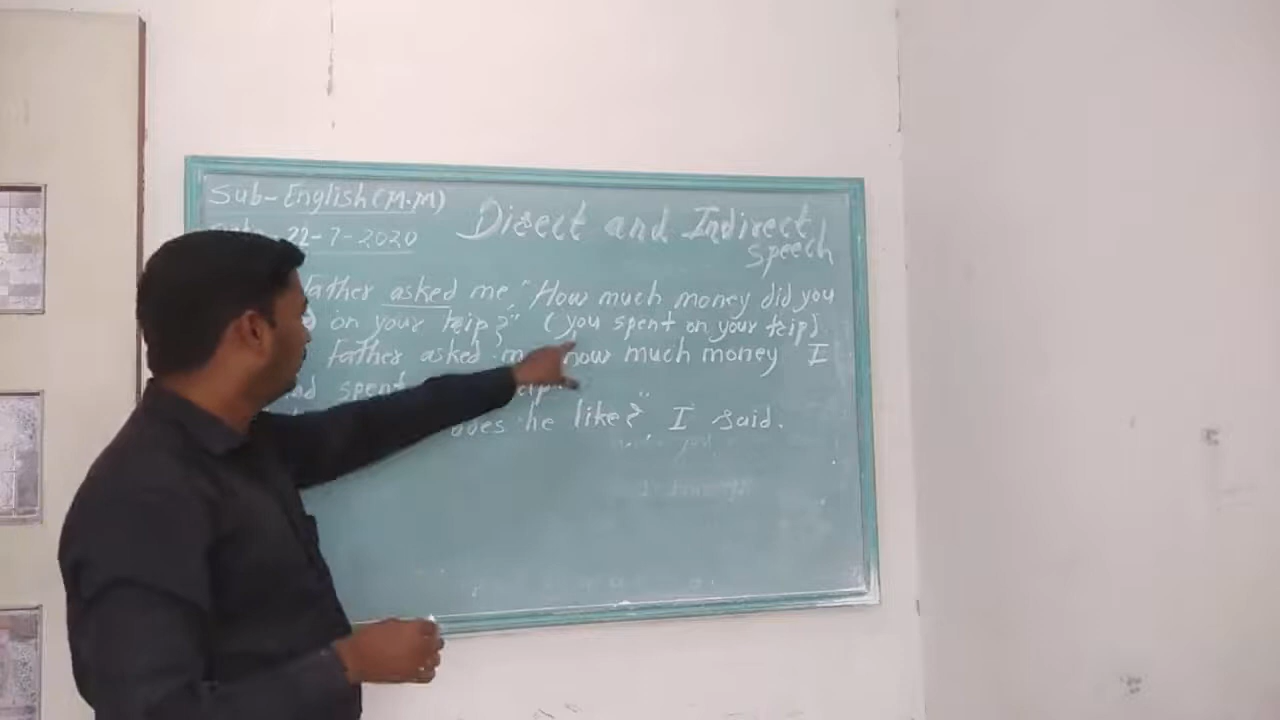 Sub-English(M.M)
22-7-2020
Direct and Indirect
speech
father asked me, "How much money did you
on your trip?" (you spent on your trip)
father asked me how much money I
spent
does he like?", I said.